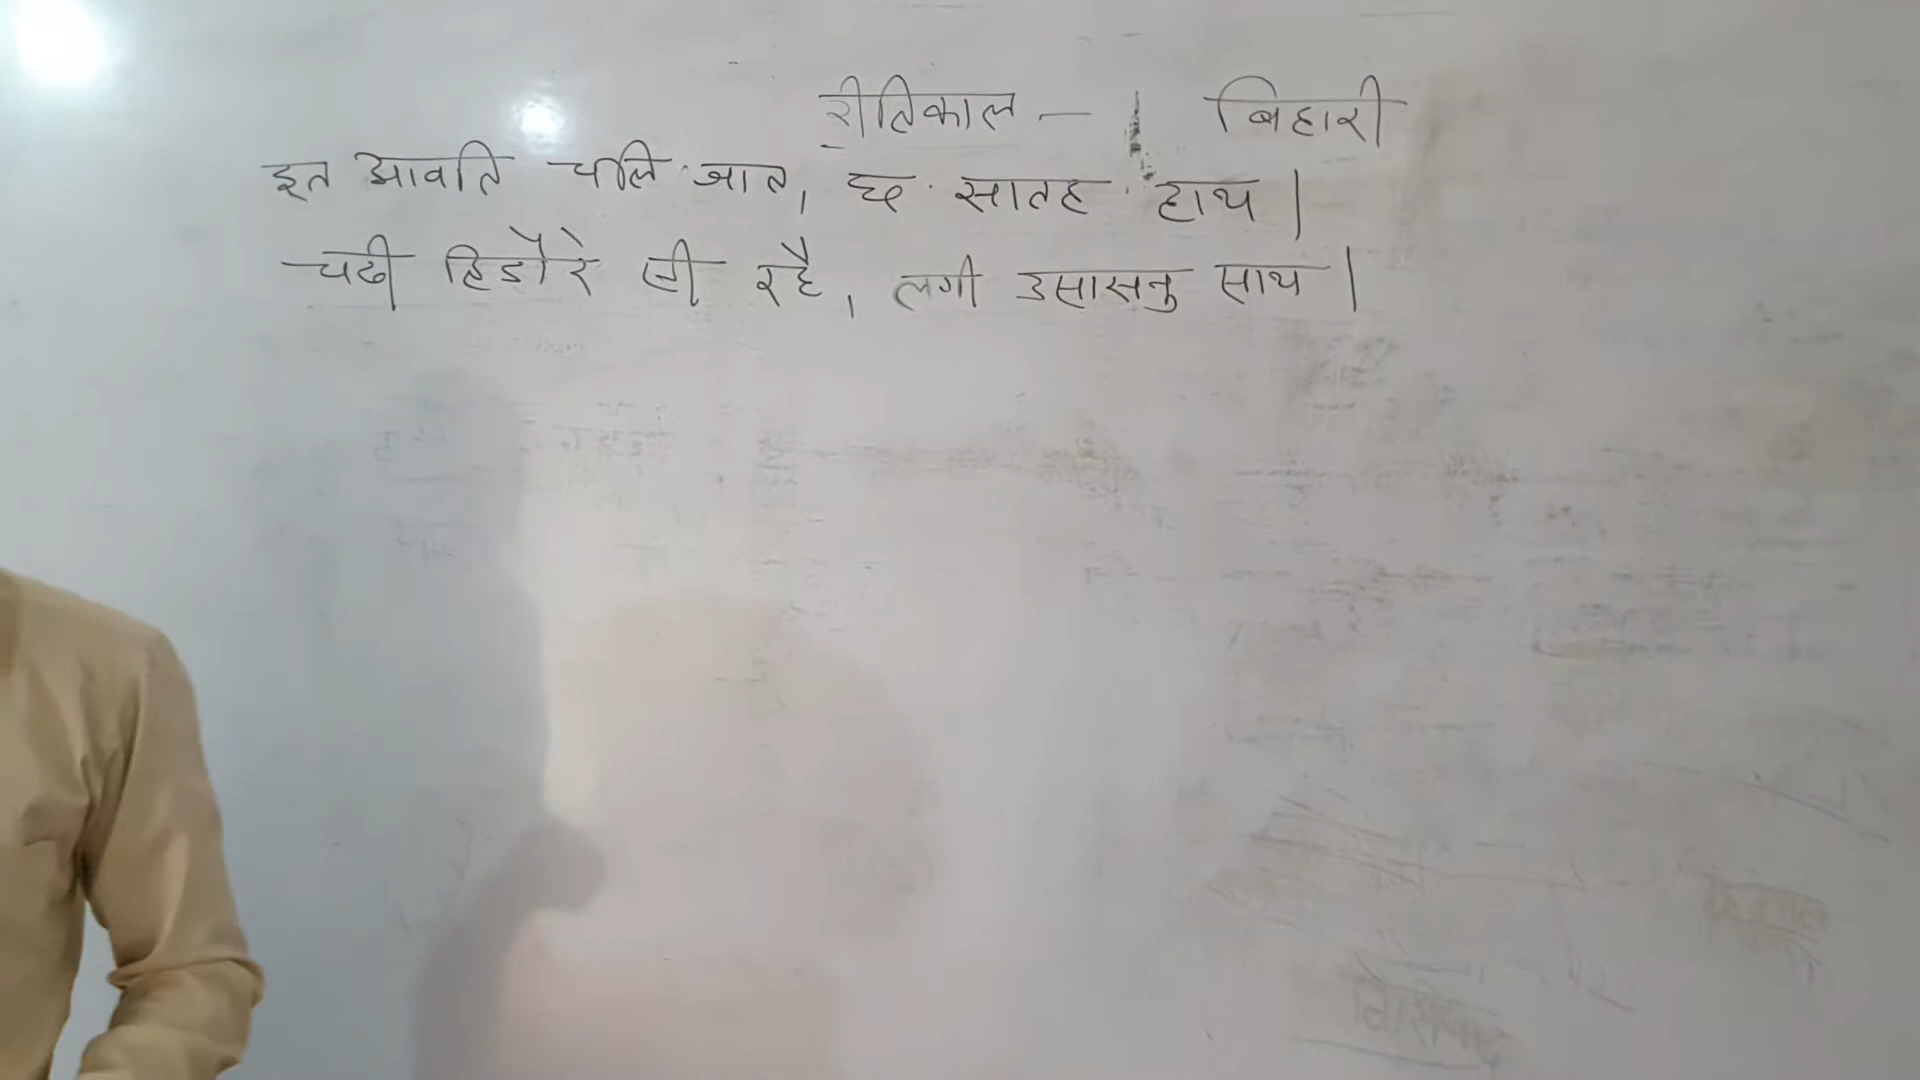 रीतिकाल — बिहारी
इत आवति चलि जात, छ सातह हाथ |
चढी हिडौरे सी रहै, लगी उसासनु साथ |